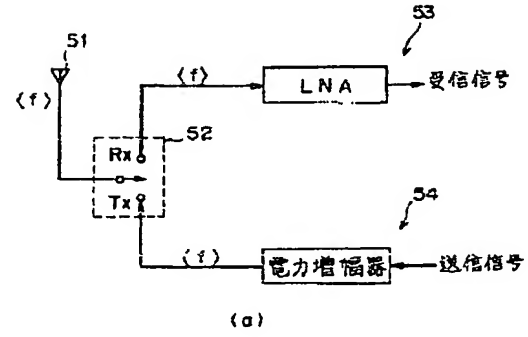 51
53
⟨f⟩
LNA
受信信号
⟨f⟩
52
Rx
Tx
54
⟨f⟩
電力増幅器
送信信号
(a)